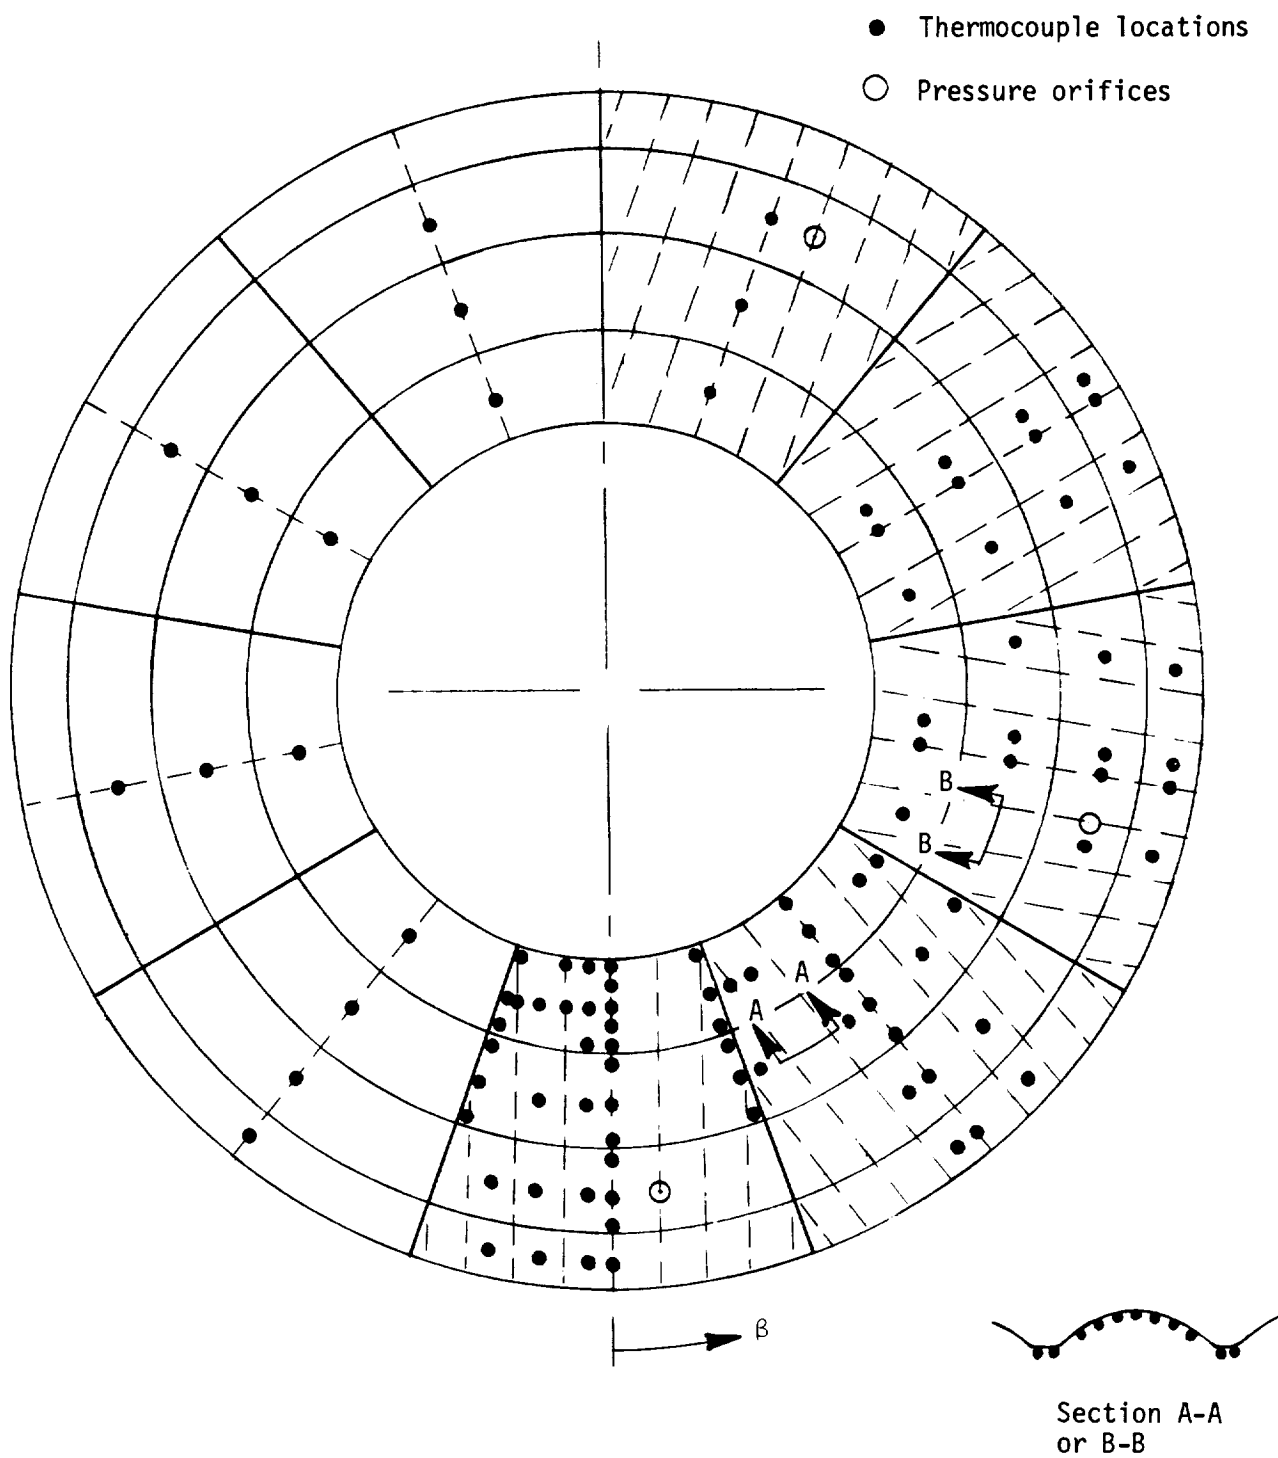 Thermocouple locations
Pressure orifices
B
B
A
A
β
Section A-A
or B-B